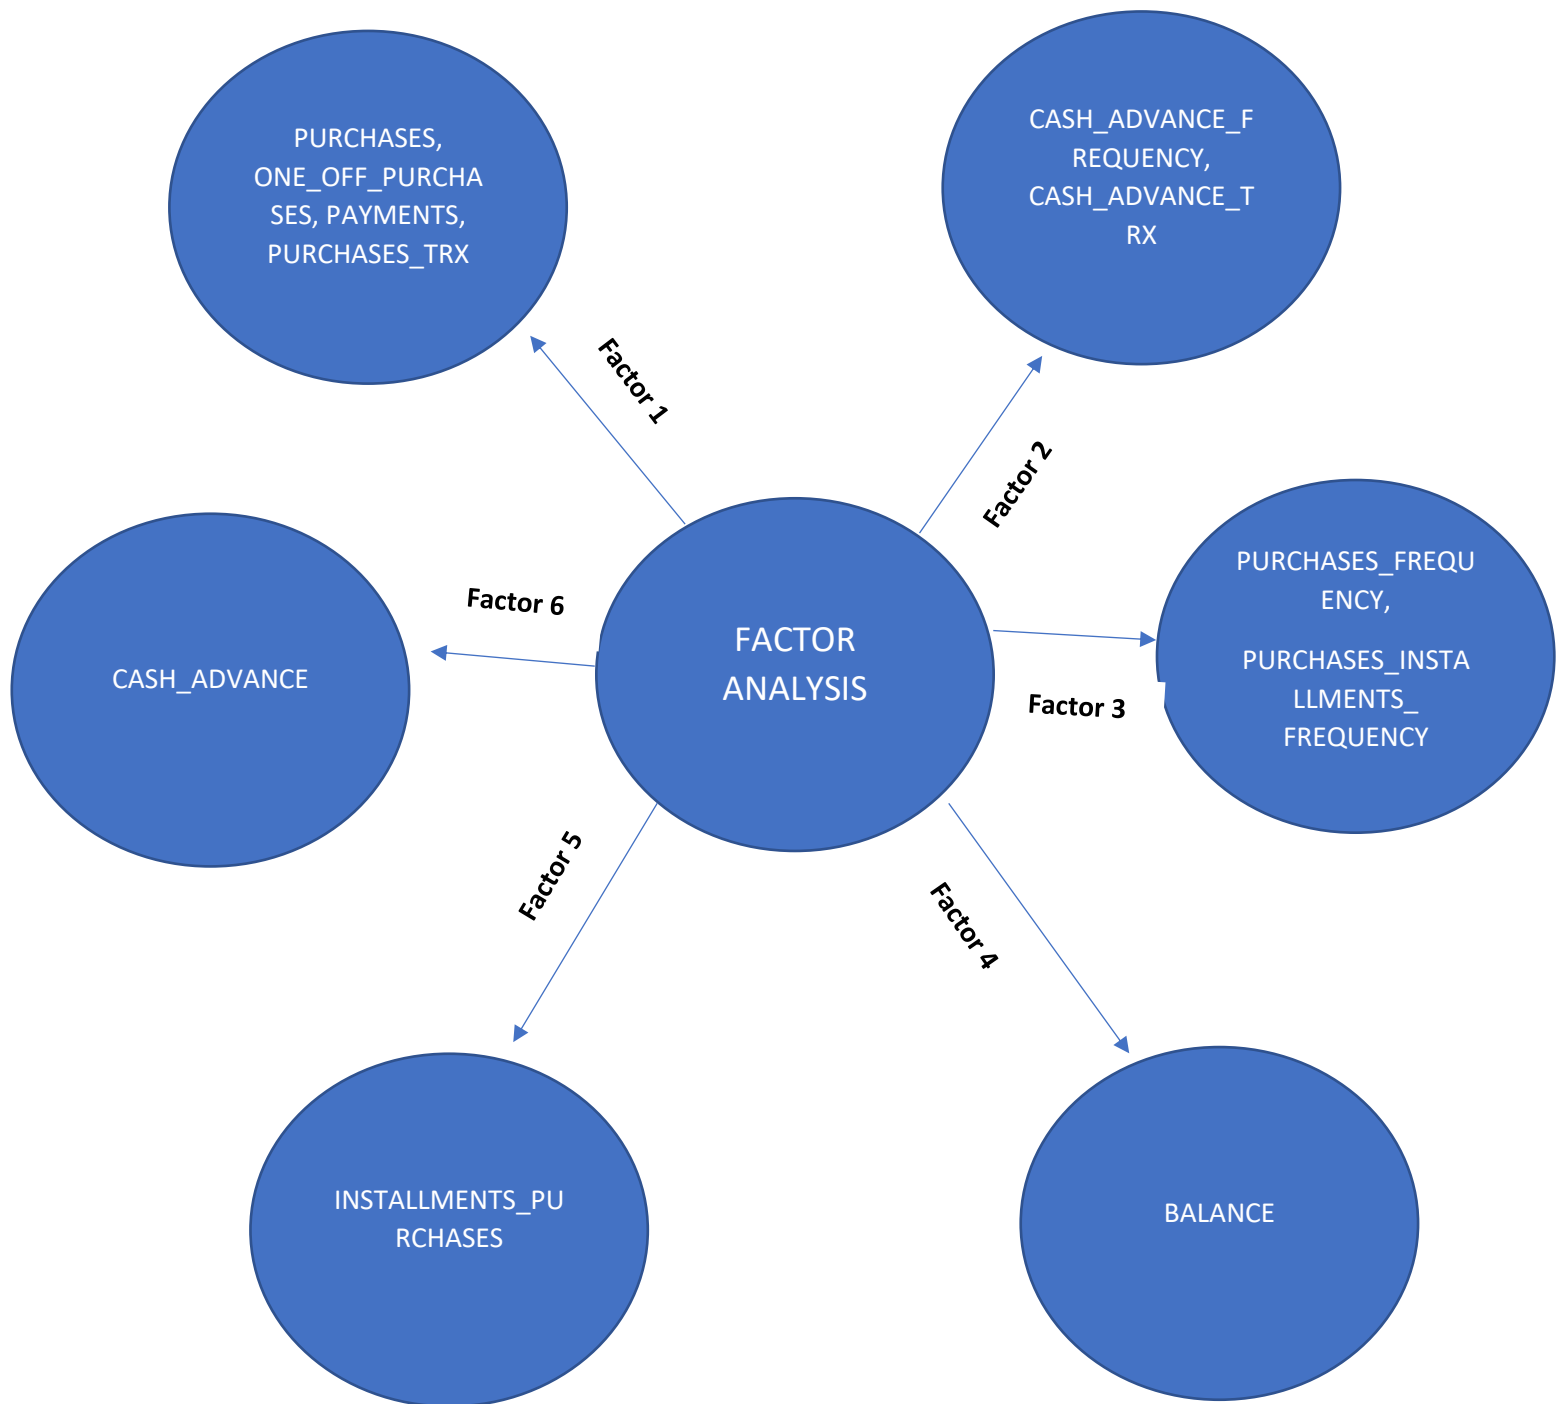 PURCHASES,
ONE_OFF_PURCHA
SES, PAYMENTS,
PURCHASES_TRX
CASH_ADVANCE_F
REQUENCY,
CASH_ADVANCE_T
RX
Factor 1
Factor 2
PURCHASES_FREQU
ENCY,
PURCHASES_INSTA
LLMENTS_
FREQUENCY
Factor 6
FACTOR
ANALYSIS
CASH_ADVANCE
Factor 3
Factor 5
Factor 4
INSTALLMENTS_PU
RCHASES
BALANCE